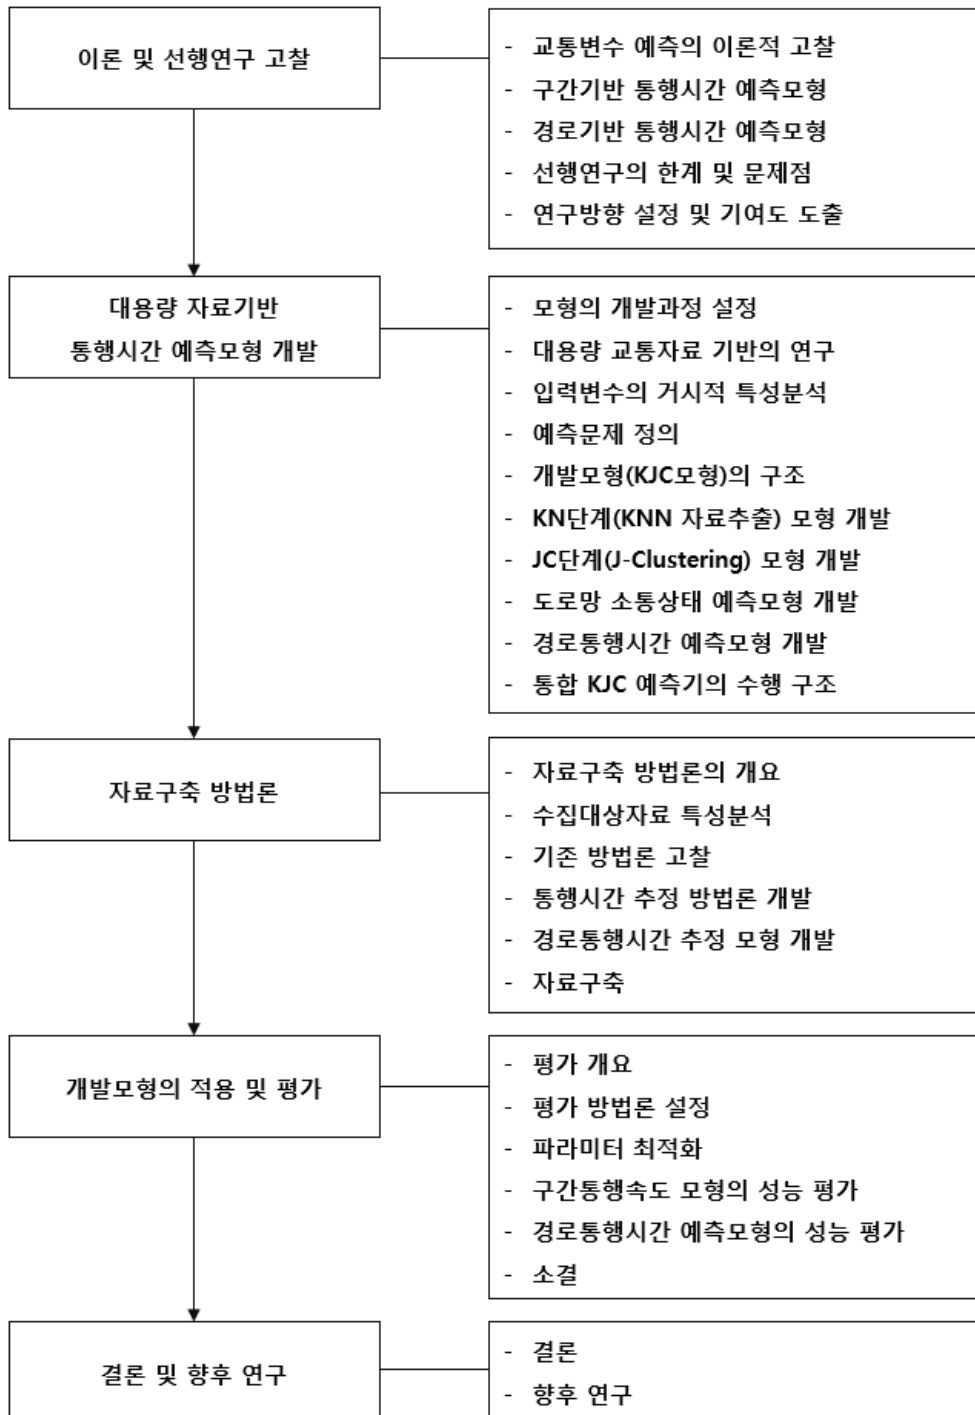 이론 및 선행연구 고찰
- 교통변수 예측의 이론적 고찰
- 구간기반 통행시간 예측모형
- 경로기반 통행시간 예측모형
- 선행연구의 한계 및 문제점
- 연구방향 설정 및 기여도 도출
대용량 자료기반
통행시간 예측모형 개발
- 모형의 개발과정 설정
- 대용량 교통자료 기반의 연구
- 입력변수의 거시적 특성분석
- 예측문제 정의
- 개발모형(KJC모형)의 구조
- KN단계(KNN 자료추출) 모형 개발
- JC단계(J-Clustering) 모형 개발
- 도로망 소통상태 예측모형 개발
- 경로통행시간 예측모형 개발
- 통합 KJC 예측기의 수행 구조
자료구축 방법론
- 자료구축 방법론의 개요
- 수집대상자료 특성분석
- 기존 방법론 고찰
- 통행시간 추정 방법론 개발
- 경로통행시간 추정 모형 개발
- 자료구축
개발모형의 적용 및 평가
- 평가 개요
- 평가 방법론 설정
- 파라미터 최적화
- 구간통행속도 모형의 성능 평가
- 경로통행시간 예측모형의 성능 평가
- 소결
결론 및 향후 연구
- 결론
- 향후 연구